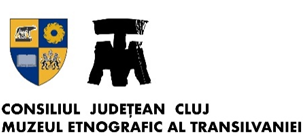 CONSILIUL JUDEȚEAN CLUJ
MUZEUL ETNOGRAFIC AL TRANSILVANIEI